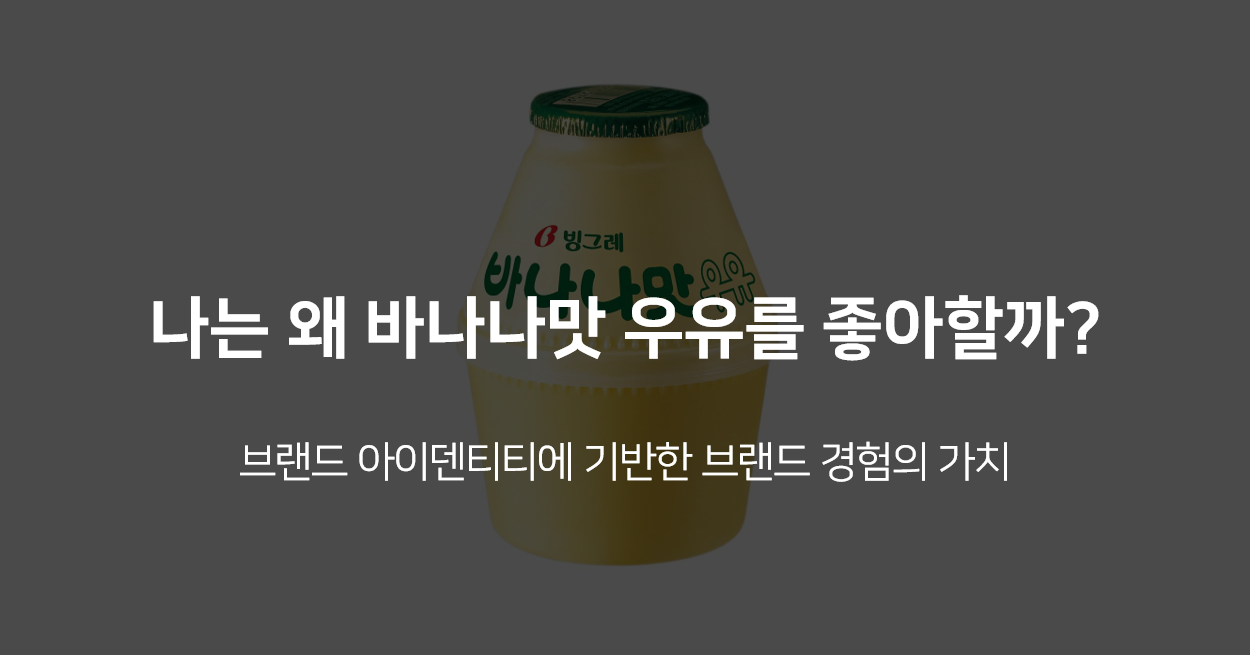 빙그레
바나나맛우유
나는 왜 바나나맛 우유를 좋아할까?
브랜드 아이덴티티에 기반한 브랜드 경험의 가치